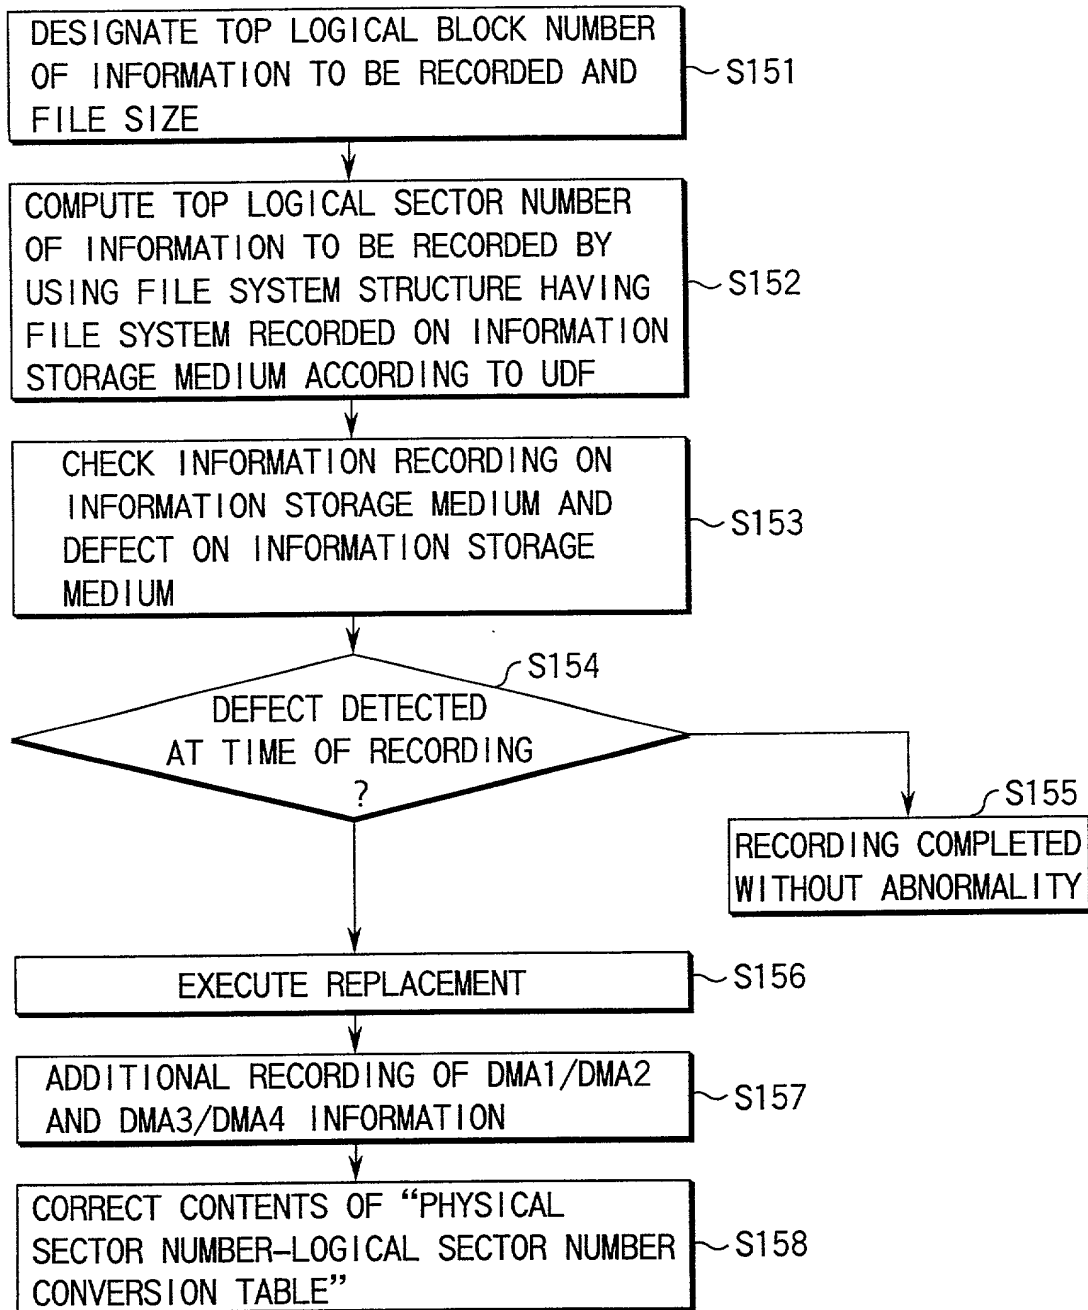 DESIGNATE TOP LOGICAL BLOCK NUMBER
OF INFORMATION TO BE RECORDED AND
FILE SIZE
S151
COMPUTE TOP LOGICAL SECTOR NUMBER
OF INFORMATION TO BE RECORDED BY
USING FILE SYSTEM STRUCTURE HAVING
FILE SYSTEM RECORDED ON INFORMATION
STORAGE MEDIUM ACCORDING TO UDF
S152
CHECK INFORMATION RECORDING ON
INFORMATION STORAGE MEDIUM AND
DEFECT ON INFORMATION STORAGE
MEDIUM
S153
S154
DEFECT DETECTED
AT TIME OF RECORDING
?
S155
RECORDING COMPLETED
WITHOUT ABNORMALITY
EXECUTE REPLACEMENT
S156
ADDITIONAL RECORDING OF DMA1/DMA2
AND DMA3/DMA4 INFORMATION
S157
CORRECT CONTENTS OF “PHYSICAL
SECTOR NUMBER–LOGICAL SECTOR NUMBER
CONVERSION TABLE”
S158